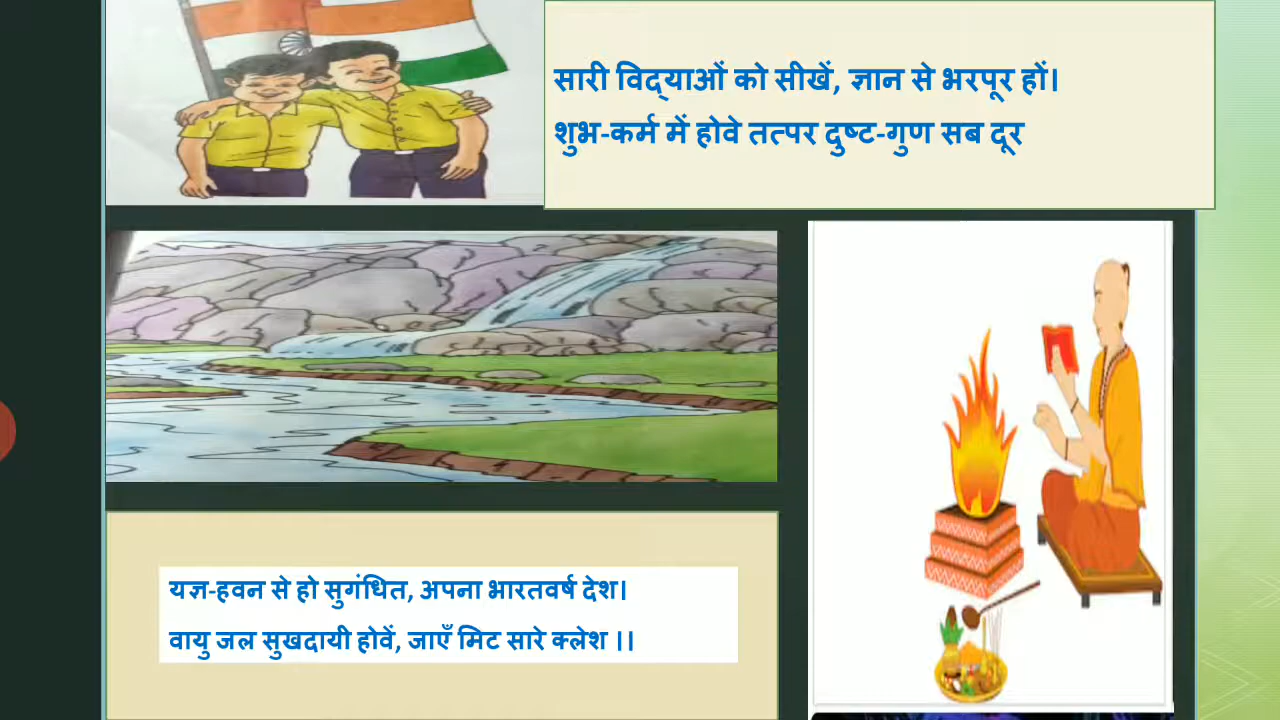 सारी विद्याओं को सीखें, ज्ञान से भरपूर हों।
शुभ-कर्म में होवे तत्पर दुष्ट-गुण सब दूर
यज्ञ-हवन से हो सुगंधित, अपना भारतवर्ष देश।
वायु जल सुखदायी होवें, जाएँ मिट सारे क्लेश ।।